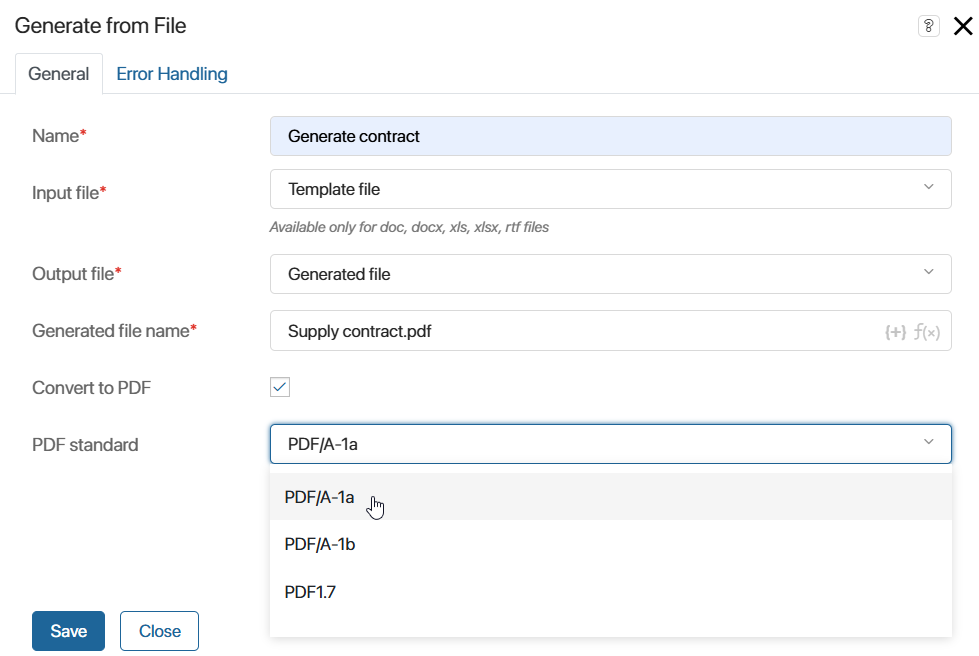 Generate from File ?
General Error Handling
Name* Generate contract
Input file* Template file
Available only for doc, docx, xls, xlsx, rtf files
Output file* Generated file
Generated file name* Supply contract.pdf {+} f(x)
Convert to PDF
PDF standard PDF/A-1a
PDF/A-1a
PDF/A-1b
PDF1.7
Save Close